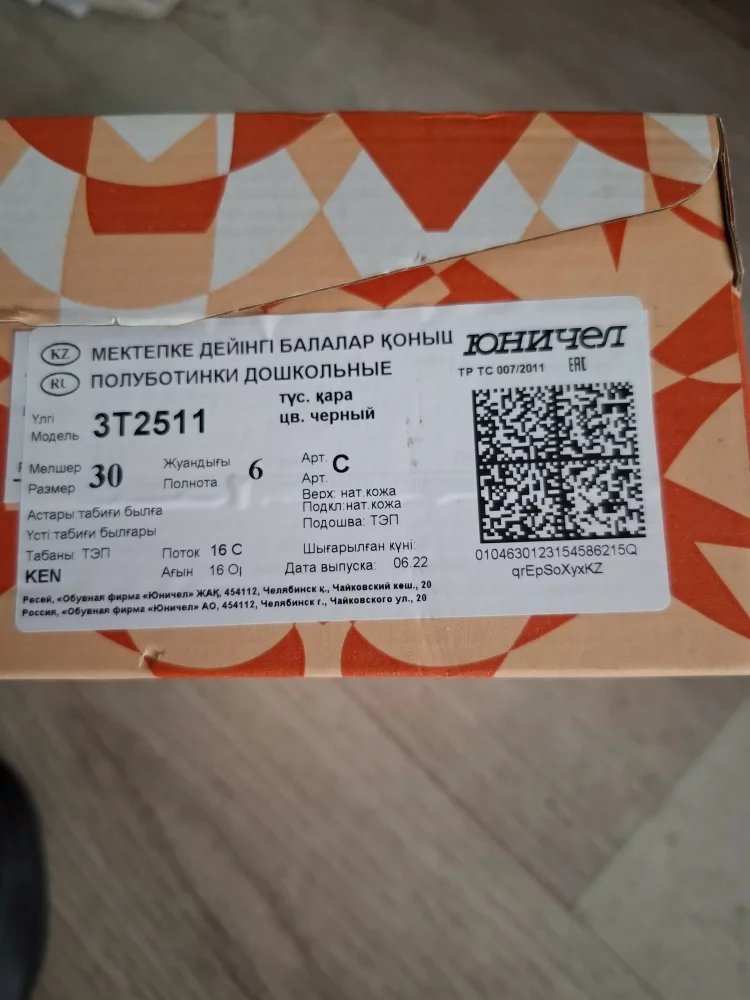 KZ МЕКТЕПКЕ ДЕЙІНГІ БАЛАЛАР ҚОНЫШ
RU ПОЛУБОТИНКИ ДОШКОЛЬНЫЕ
ЮНИЧЕЛ
ТР ТС 007/2011 EAC
Үлгі
Модель 3Т2511
түс. қара
цв. черный
Мөлшер
Размер 30
Жуандығы
Полнота 6
Арт. С
Арт.
Верх: нат.кожа
Подкл:нат.кожа
Подошва: ТЭП
Астары:табиғи былға
Үсті:табиғи былғары
Табаны: ТЭП
KEN
Поток 16 С
Ағын 16 О
Шығарылған күні:
Дата выпуска: 06.22
Ресей, «Обувная фирма «Юничел» ЖАҚ, 454112, Челябинск қ., Чайковский көш., 20
Россия, «Обувная фирма «Юничел» АО, 454112, Челябинск г., Чайковского ул., 20
0104630123154586215Q
qrEpSoXyxKZ